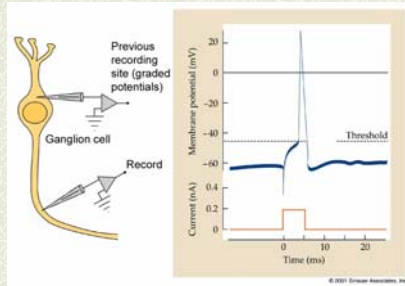 Previous
recording
site (graded
potentials)
Ganglion cell
Record
Membrane potential (mV)
20
0
−20
−40
−60
Threshold
Current (nA)
0.4
0.2
0
0 10 20
Time (ms)
© 2001 Sinauer Associates, Inc.